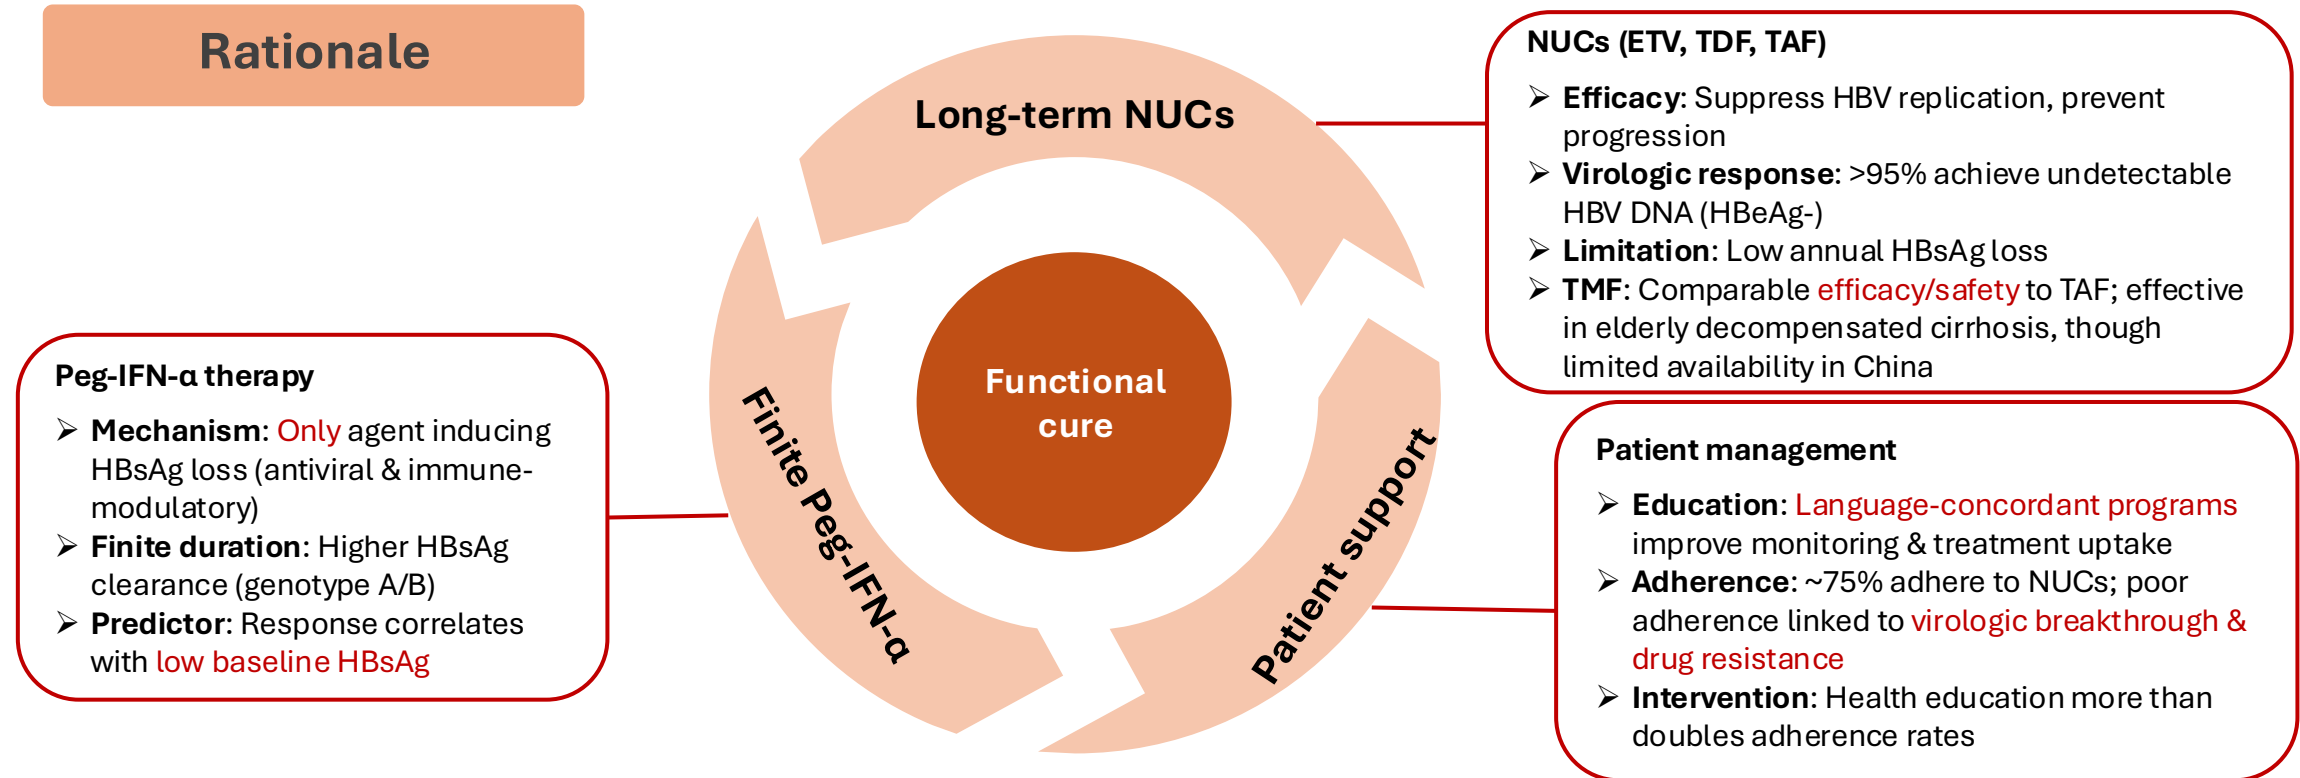 Rationale
Long-term NUCs
Finite Peg-IFN-α
Patient support
Functional
cure
NUCs (ETV, TDF, TAF)
➢ Efficacy: Suppress HBV replication, prevent
progression
➢ Virologic response: >95% achieve undetectable
HBV DNA (HBeAg-)
➢ Limitation: Low annual HBsAg loss
➢ TMF: Comparable efficacy/safety to TAF; effective
in elderly decompensated cirrhosis, though
limited availability in China
Peg-IFN-α therapy
➢ Mechanism: Only agent inducing
HBsAg loss (antiviral & immune-
modulatory)
➢ Finite duration: Higher HBsAg
clearance (genotype A/B)
➢ Predictor: Response correlates
with low baseline HBsAg
Patient management
➢ Education: Language-concordant programs
improve monitoring & treatment uptake
➢ Adherence: ~75% adhere to NUCs; poor
adherence linked to virologic breakthrough &
drug resistance
➢ Intervention: Health education more than
doubles adherence rates